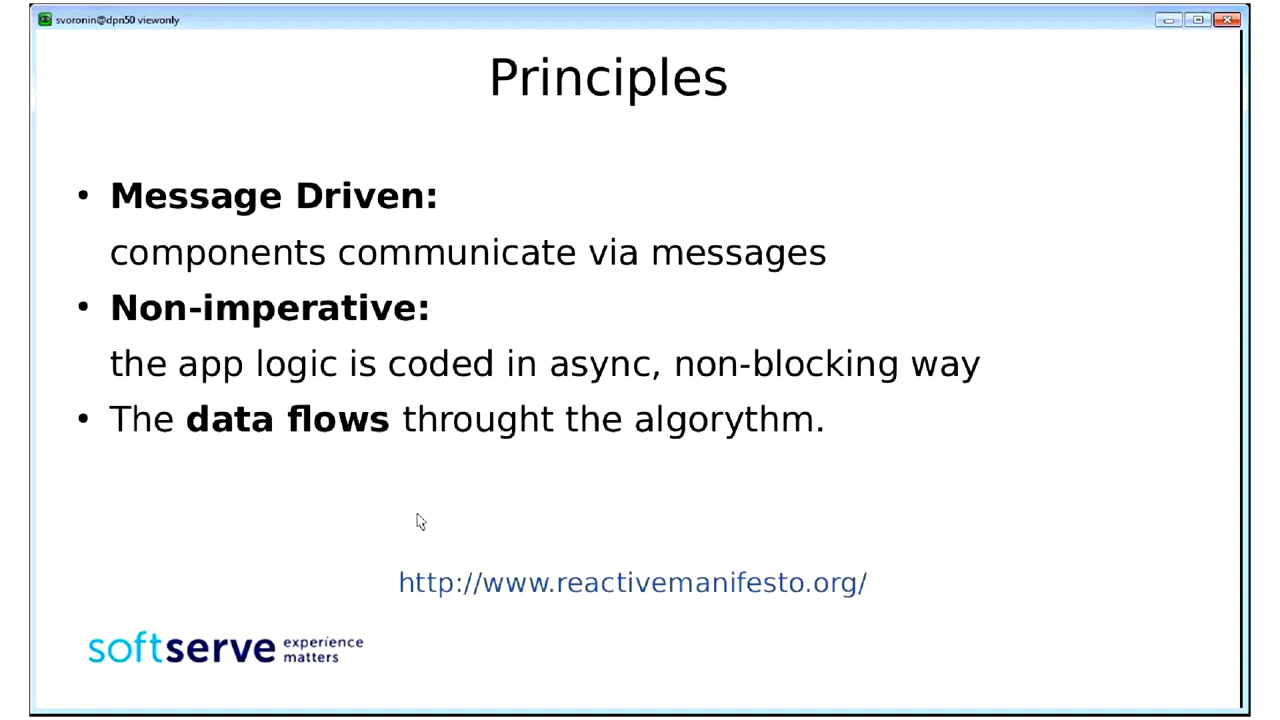 svoronin@dpn50 viewonly
Principles
• Message Driven:
components communicate via messages
• Non-imperative:
the app logic is coded in async, non-blocking way
• The data flows throught the algorythm.
http://www.reactivemanifesto.org/
softserve experience
matters